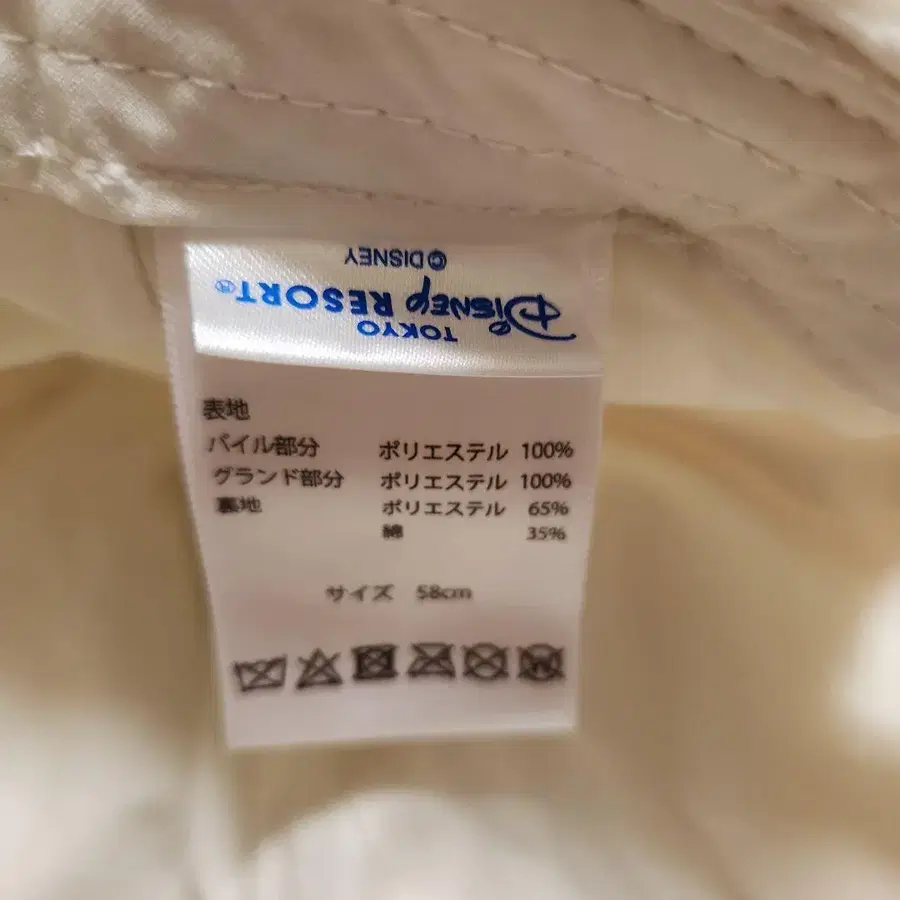 TOKYO
Disney RESORT®
© DISNEY
表地
パイル部分 ポリエステル 100%
グランド部分 ポリエステル 100%
裏地 ポリエステル 65%
綿 35%
サイズ 58cm